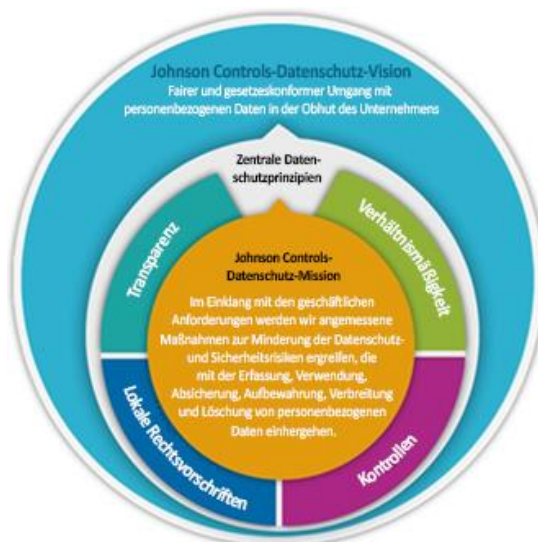 Johnson Controls-Datenschutz-Vision
Fairer und gesetzeskonformer Umgang mit
personenbezogenen Daten in der Obhut des Unternehmens
Zentrale Daten-
schutzprinzipien
Transparenz
Verhältnismäßigkeit
Johnson Controls-
Datenschutz-Mission
Im Einklang mit den geschäftlichen
Anforderungen werden wir angemessene
Maßnahmen zur Minderung der Datenschutz-
und Sicherheitsrisiken ergreifen, die
mit der Erfassung, Verwendung,
Absicherung, Aufbewahrung, Verbreitung
und Löschung von personenbezogenen
Daten einhergehen.
Lokale Rechtsvorschriften
Kontrollen